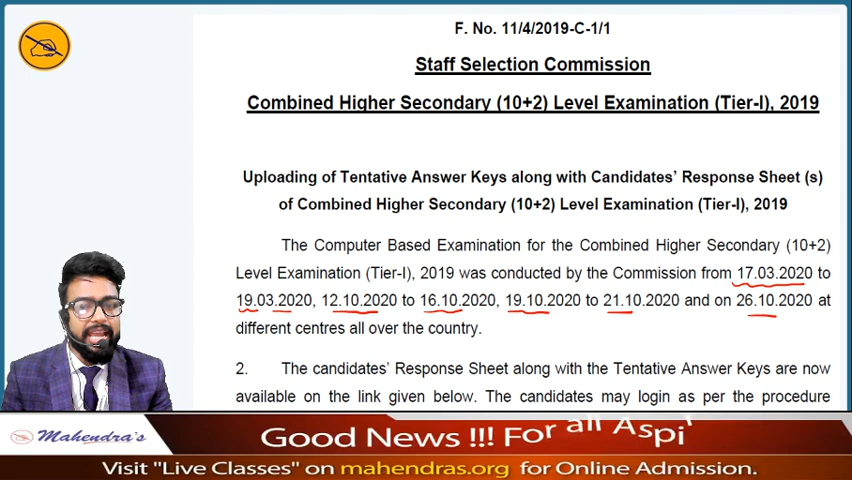 F. No. 11/4/2019-C-1/1
Staff Selection Commission
Combined Higher Secondary (10+2) Level Examination (Tier-I), 2019
Uploading of Tentative Answer Keys along with Candidates' Response Sheet (s)
of Combined Higher Secondary (10+2) Level Examination (Tier-I), 2019
The Computer Based Examination for the Combined Higher Secondary (10+2)
Level Examination (Tier-I), 2019 was conducted by the Commission from 17.03.2020 to
19.03.2020, 12.10.2020 to 16.10.2020, 19.10.2020 to 21.10.2020 and on 26.10.2020 at
different centres all over the country.
2. The candidates' Response Sheet along with the Tentative Answer Keys are now
available on the link given below. The candidates may login as per the procedure
Mahendra's
Good News !!! For all Aspi
Visit "Live Classes" on mahendras.org for Online Admission.